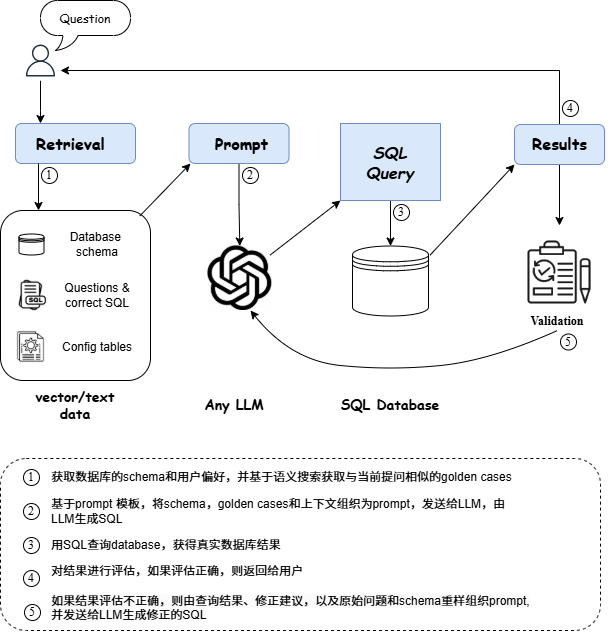 Question
Retrieval
Prompt
SQL
Query
Results
①
②
③
④
Database
schema
Questions &
correct SQL
SQL
Config tables
Validation
⑤
vector/text
data
Any LLM
SQL Database
① 获取数据库的schema和用户偏好，并基于语义搜索获取与当前提问相似的golden cases
② 基于prompt 模板，将schema，golden cases和上下文组织为prompt，发送给LLM，由
LLM生成SQL
③ 用SQL查询database，获得真实数据库结果
④ 对结果进行评估，如果评估正确，则返回给用户
⑤ 如果结果评估不正确，则由查询结果、修正建议，以及原始问题和schema重样组织prompt,
并发送给LLM生成修正的SQL